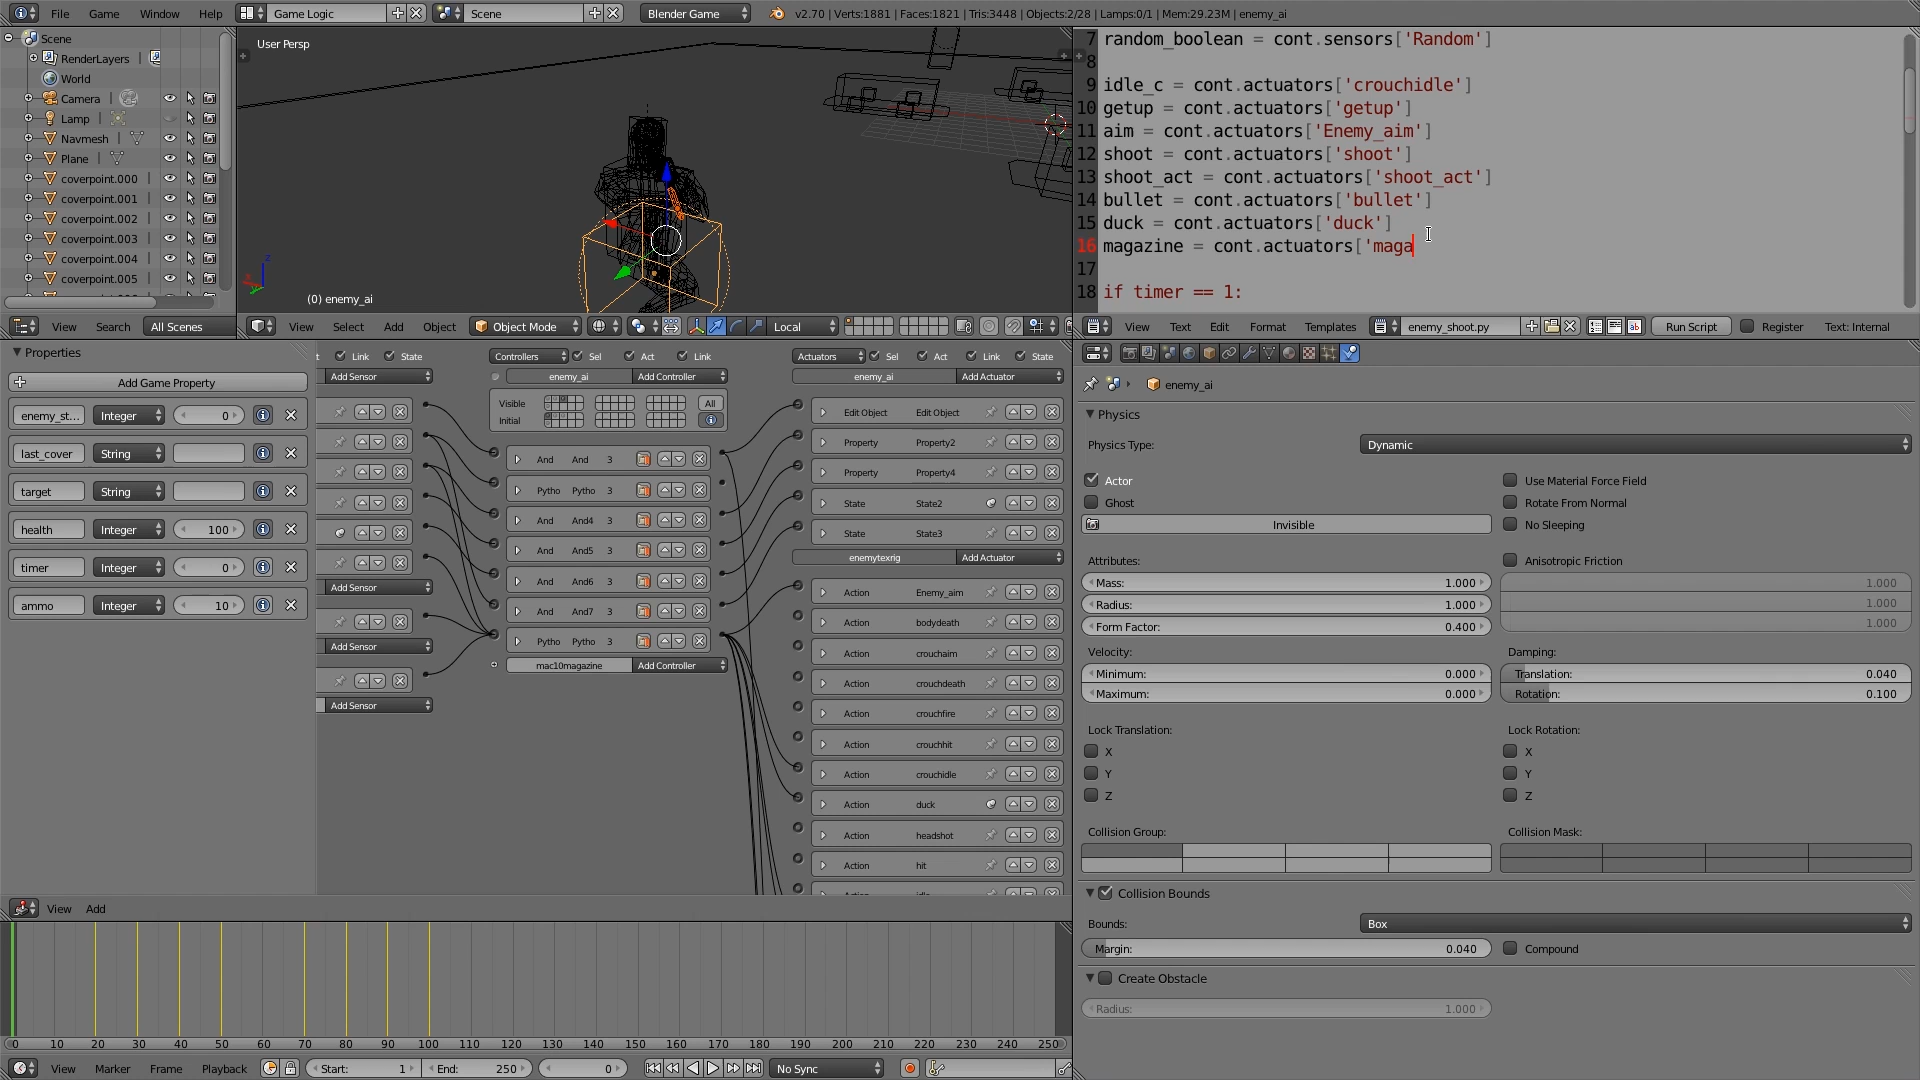 File Game Window Help Game Logic Scene Blender Game v2.70 | Verts:1881 | Faces:1821 | Tris:3448 | Objects:2/28 | Lamps:0/1 | Mem:29.23M | enemy_ai
Scene
RenderLayers
World
Camera
Lamp
Navmesh
Plane
coverpoint.000
coverpoint.001
coverpoint.002
coverpoint.003
coverpoint.004
coverpoint.005
View Search All Scenes
User Persp
(0) enemy_ai
View Select Add Object Object Mode Local
7 random_boolean = cont.sensors['Random']
8
9 idle_c = cont.actuators['crouchidle']
10 getup = cont.actuators['getup']
11 aim = cont.actuators['Enemy_aim']
12 shoot = cont.actuators['shoot']
13 shoot_act = cont.actuators['shoot_act']
14 bullet = cont.actuators['bullet']
15 duck = cont.actuators['duck']
16 magazine = cont.actuators['maga
17
18 if timer == 1:
View Text Edit Format Templates enemy_shoot.py Run Script Register Text: Internal
Properties
Add Game Property
enemy_st... Integer 0
last_cover String
target String
health Integer 100
timer Integer 0
ammo Integer 10
Link State
Add Sensor
Add Sensor
Add Sensor
Add Sensor
Controllers Sel Act Link
enemy_ai Add Controller
Visible All
Initial
And And 3
Pytho Pytho 3
And And4 3
And And5 3
And And6 3
And And7 3
Pytho Pytho 3
mac10magazine Add Controller
Actuators Sel Act Link State
enemy_ai Add Actuator
Edit Object Edit Object
Property Property2
Property Property4
State State2
State State3
enemytexrig Add Actuator
Action Enemy_aim
Action bodydeath
Action crouchaim
Action crouchdeath
Action crouchfire
Action crouchhit
Action crouchidle
Action duck
Action headshot
Action hit
View Add
enemy_ai
Physics
Physics Type: Dynamic
Actor
Ghost
Invisible
Use Material Force Field
Rotate From Normal
No Sleeping
Attributes:
Mass: 1.000
Radius: 1.000
Form Factor: 0.400
Anisotropic Friction
1.000
1.000
1.000
Velocity:
Minimum: 0.000
Maximum: 0.000
Damping:
Translation: 0.040
Rotation: 0.100
Lock Translation:
X
Y
Z
Lock Rotation:
X
Y
Z
Collision Group:
Collision Mask:
Collision Bounds
Bounds: Box
Margin: 0.040
Compound
Create Obstacle
Radius: 1.000
0 10 20 30 40 50 60 70 80 90 100 110 120 130 140 150 160 170 180 190 200 210 220 230 240 250
View Marker Frame Playback Start: 1 End: 250 0 No Sync